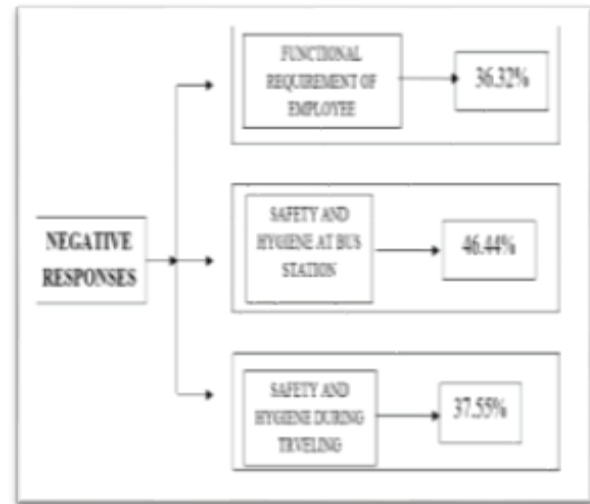 FUNCTIONAL
REQUIREMENT OF
EMPLOYEE
36.32%
NEGATIVE
RESPONSES
SAFETY AND
HYGIENE AT BUS
STATION
46.44%
SAFETY AND
HYGIENE DURING
TRVELING
37.55%